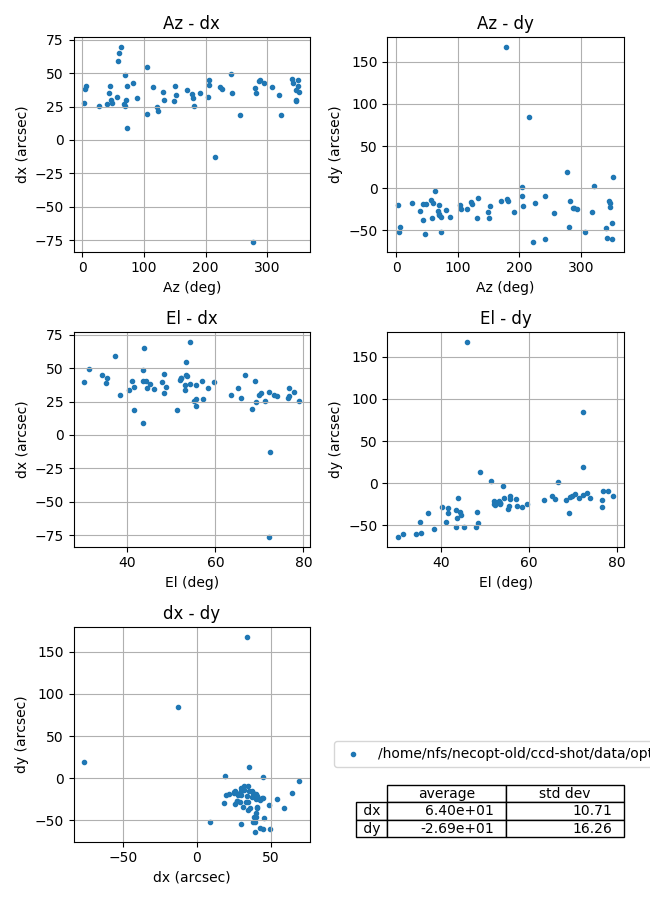 Az - dx
75
50
25
0
−25
−50
−75
dx (arcsec)
0
100
200
300
Az (deg)
Az - dy
150
100
50
0
−50
dy (arcsec)
0
100
200
300
Az (deg)
El - dx
75
50
25
0
−25
−50
−75
dx (arcsec)
40
60
80
El (deg)
El - dy
150
100
50
0
−50
dy (arcsec)
40
60
80
El (deg)
dx - dy
150
100
50
0
−50
dy (arcsec)
−50
0
50
dx (arcsec)
/home/nfs/necopt-old/ccd-shot/data/opt
average std dev
dx 6.40e+01 10.71
dy -2.69e+01 16.26